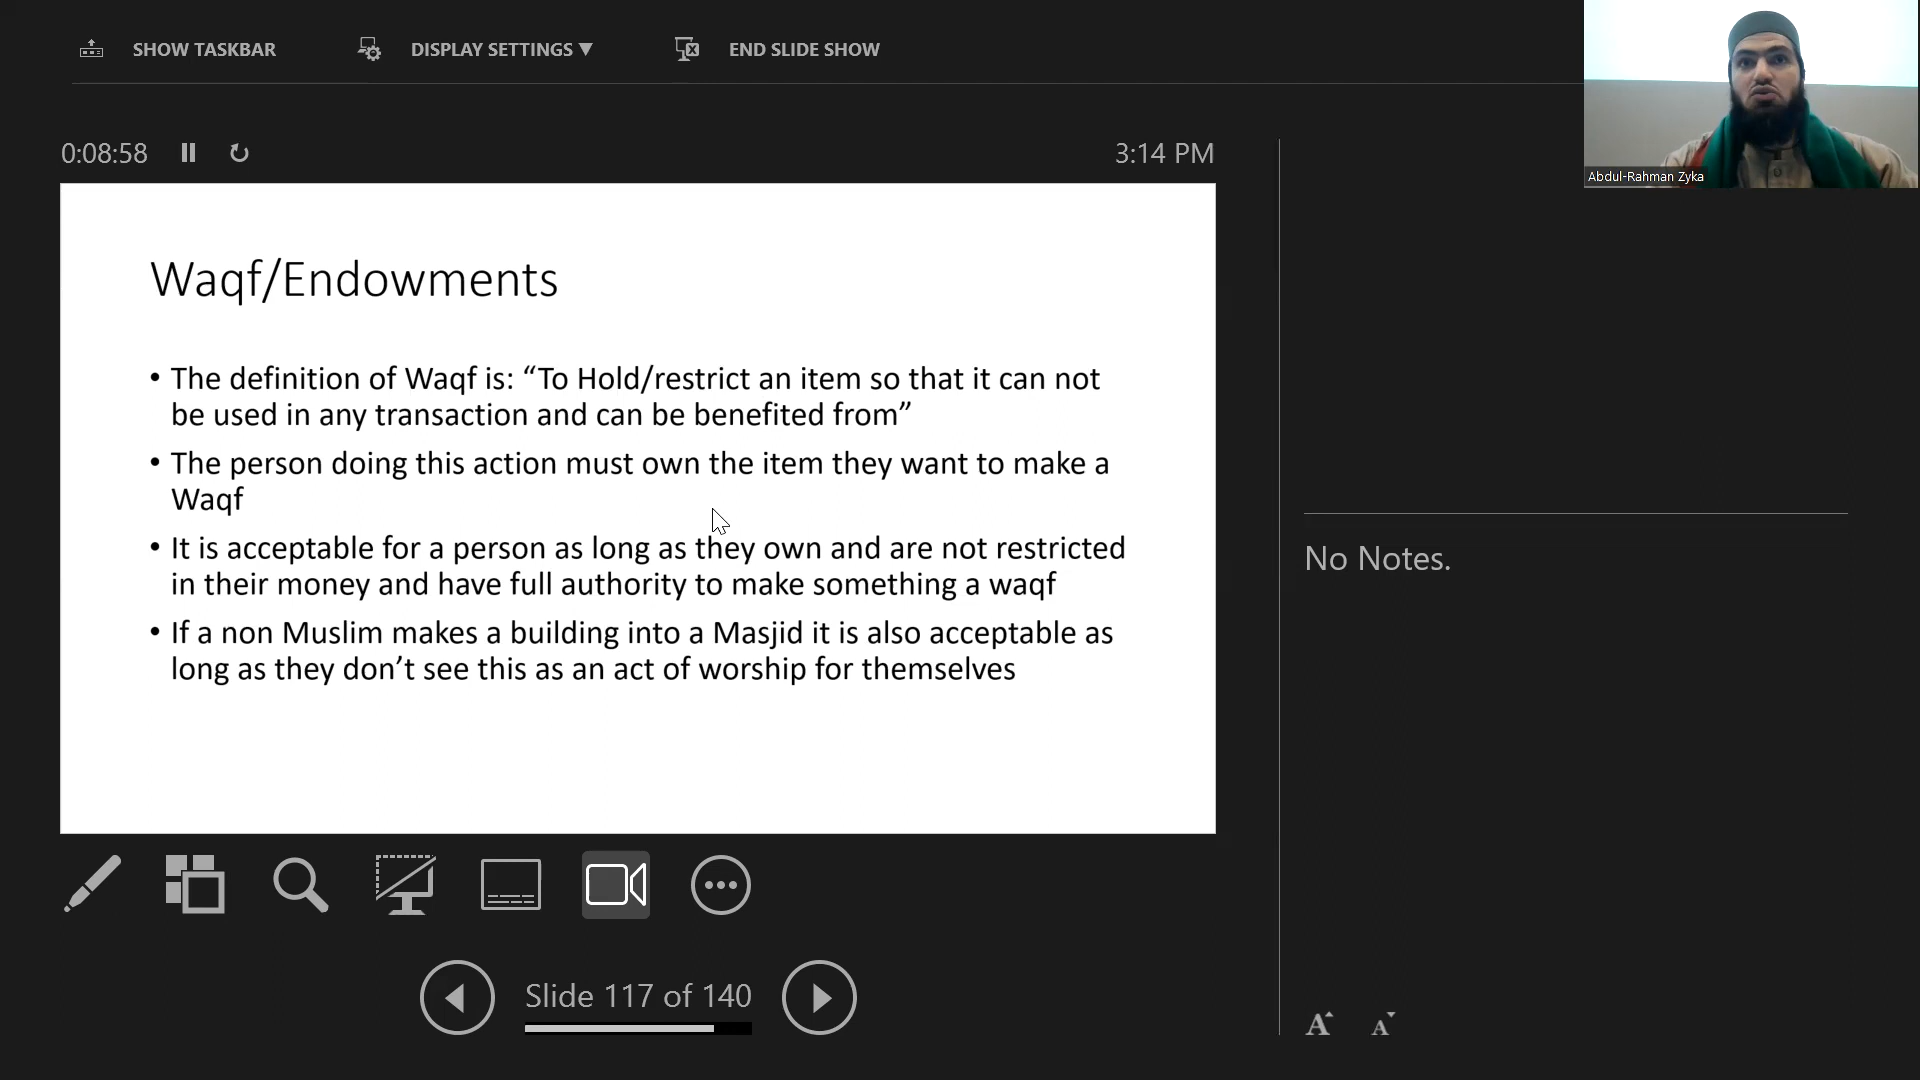 SHOW TASKBAR
DISPLAY SETTINGS ▼
END SLIDE SHOW
Abdul-Rahman Zyka
0:08:58
3:14 PM
Waqf/Endowments
• The definition of Waqf is: “To Hold/restrict an item so that it can not
be used in any transaction and can be benefited from”
• The person doing this action must own the item they want to make a
Waqf
• It is acceptable for a person as long as they own and are not restricted
in their money and have full authority to make something a waqf
• If a non Muslim makes a building into a Masjid it is also acceptable as
long as they don’t see this as an act of worship for themselves
No Notes.
Slide 117 of 140
A A